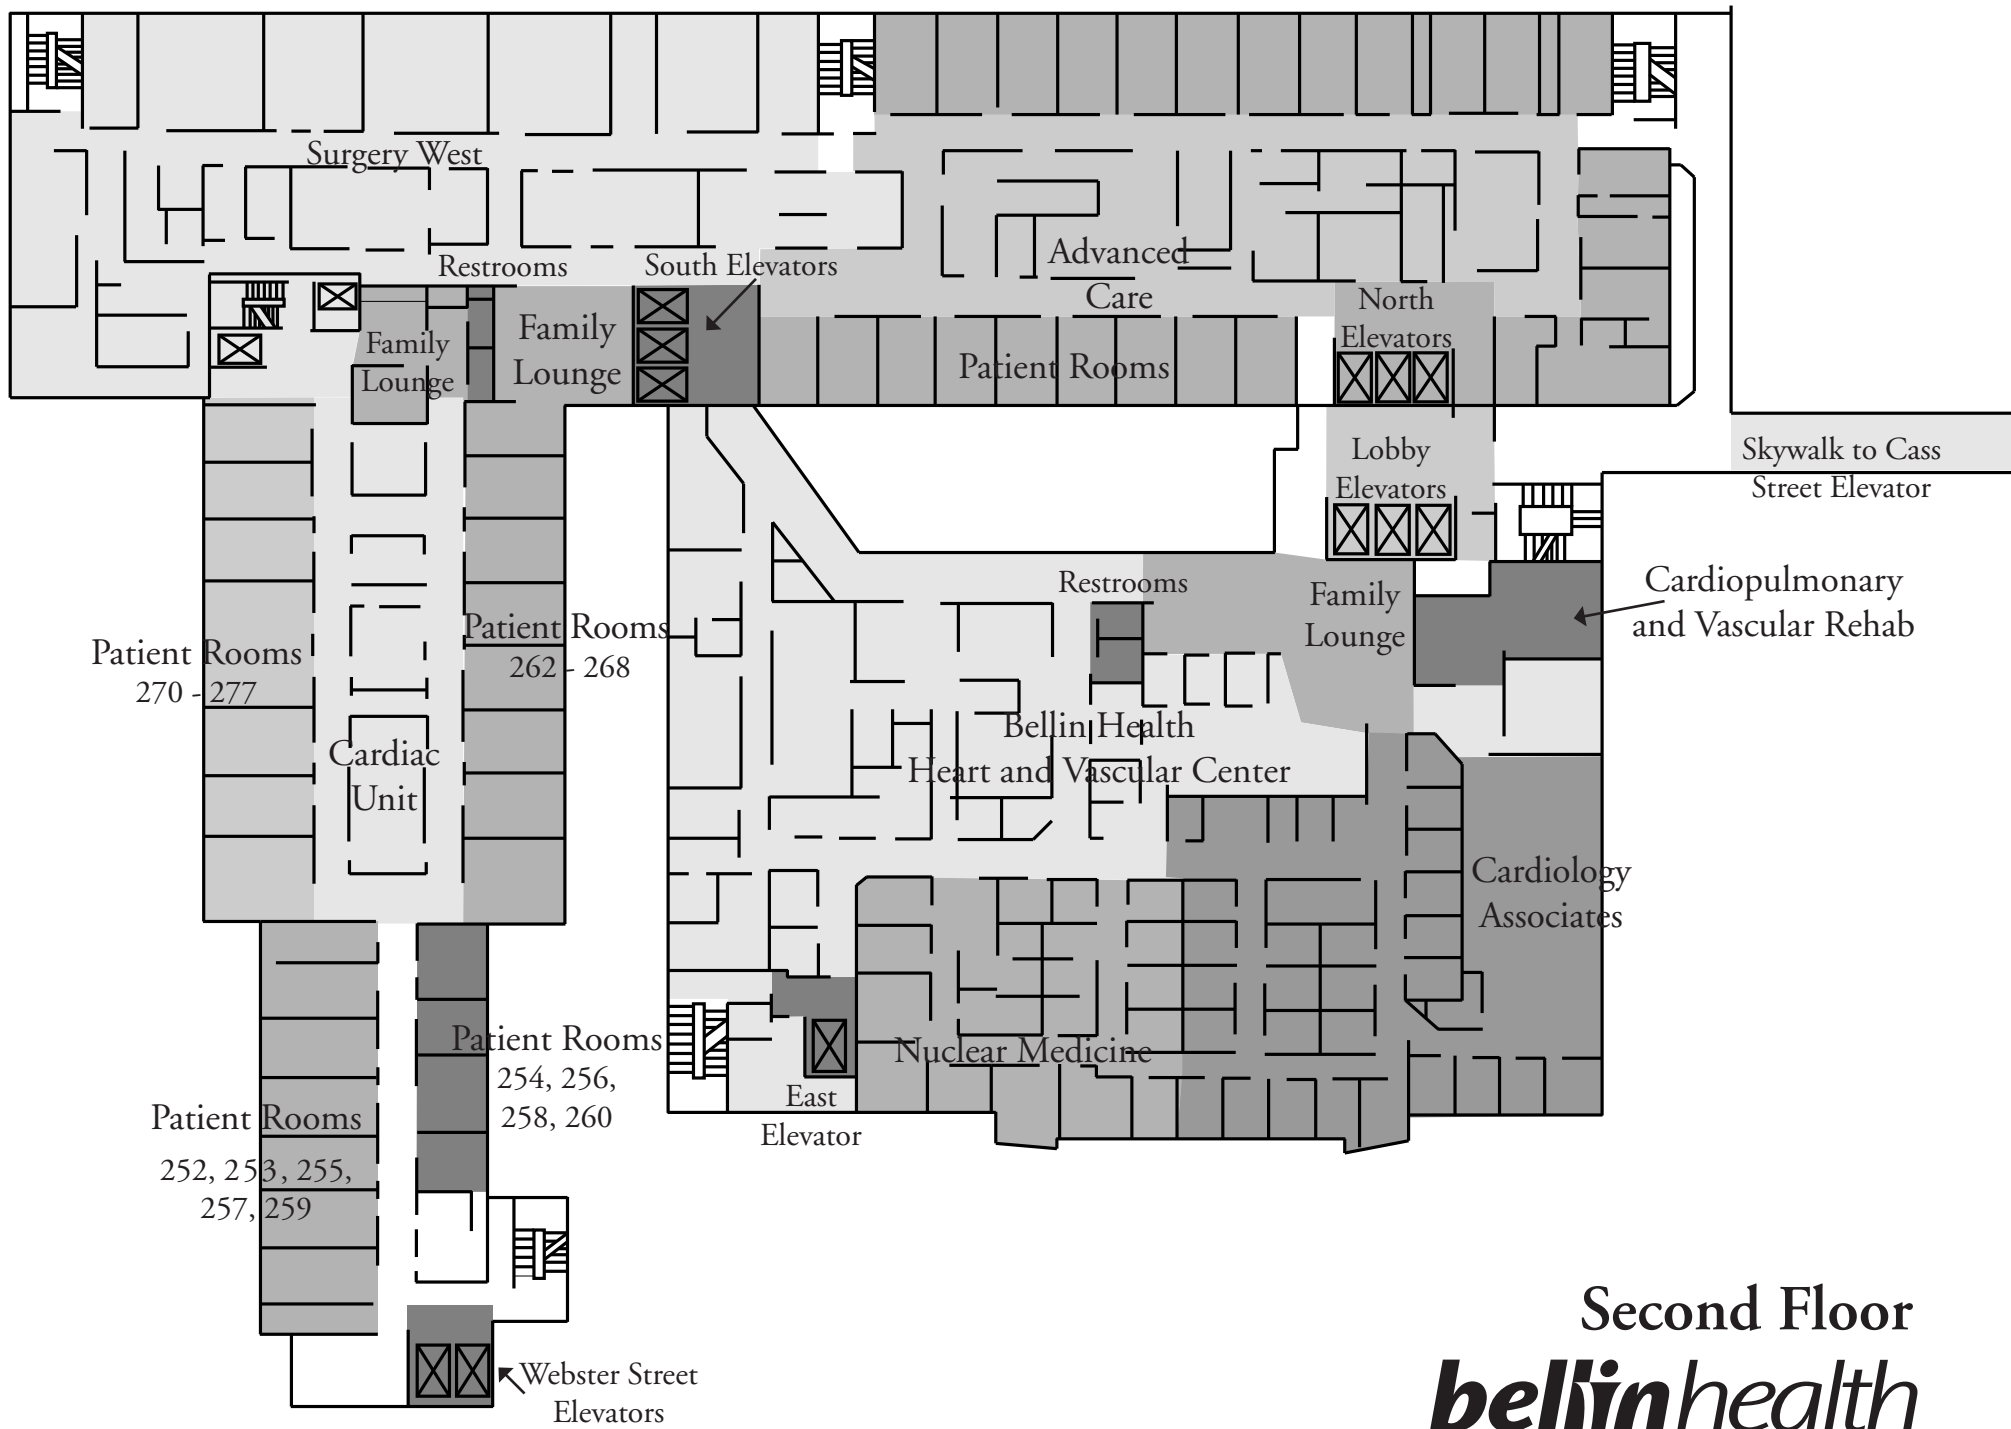 Surgery West
Restrooms
South Elevators
Advanced
Care
North
Elevators
Family
Lounge
Family
Lounge
Patient Rooms
Lobby
Elevators
Skywalk to Cass
Street Elevator
Restrooms
Family
Lounge
Cardiopulmonary
and Vascular Rehab
Patient Rooms
270 - 277
Patient Rooms
262 - 268
Cardiac
Unit
Bellin Health
Heart and Vascular Center
Cardiology
Associates
Nuclear Medicine
East
Elevator
Patient Rooms
254, 256,
258, 260
Patient Rooms
252, 253, 255,
257, 259
Webster Street
Elevators
Second Floor
bellinhealth